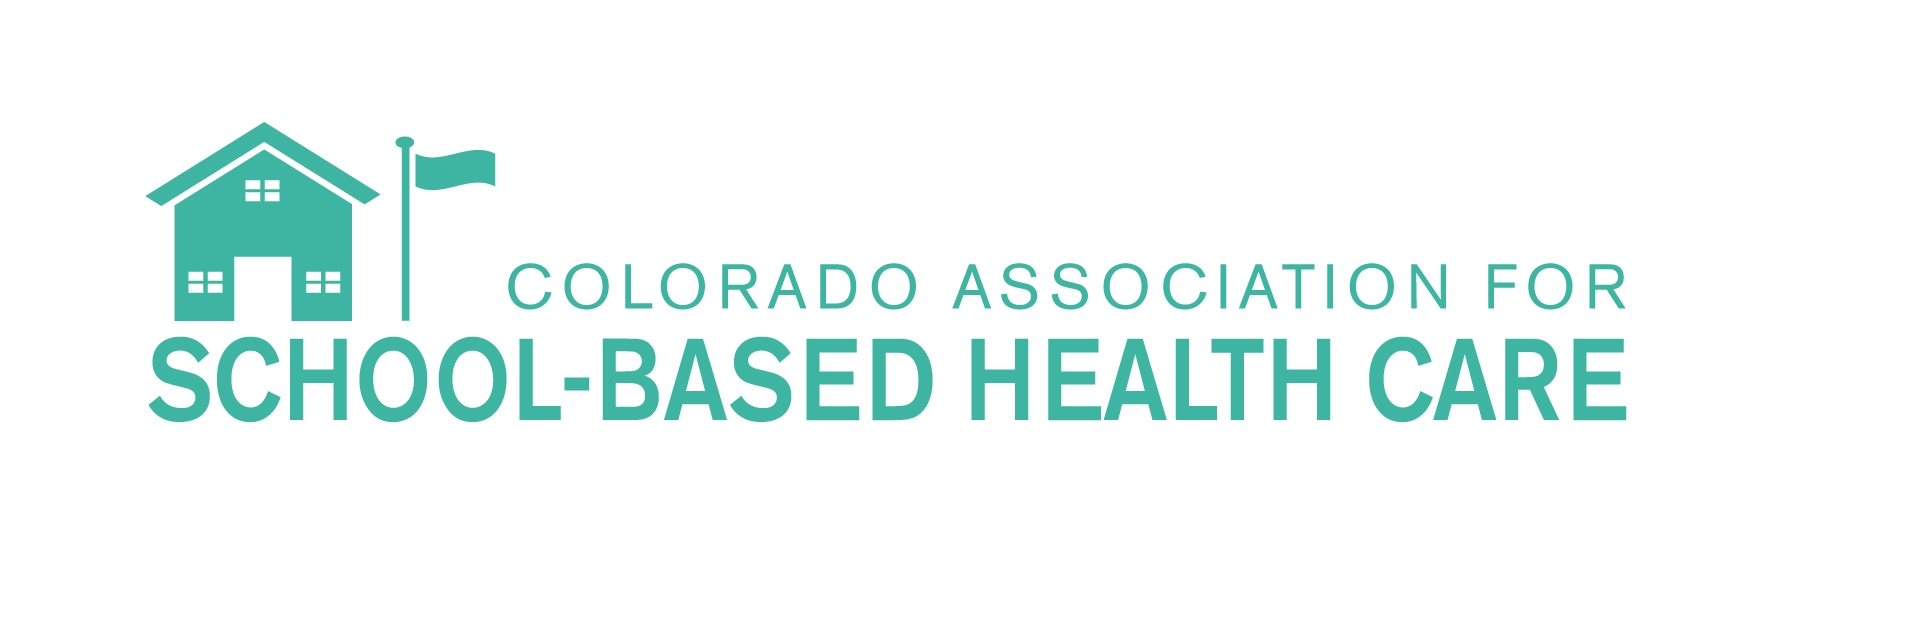 COLORADO ASSOCIATION FOR
SCHOOL-BASED HEALTH CARE